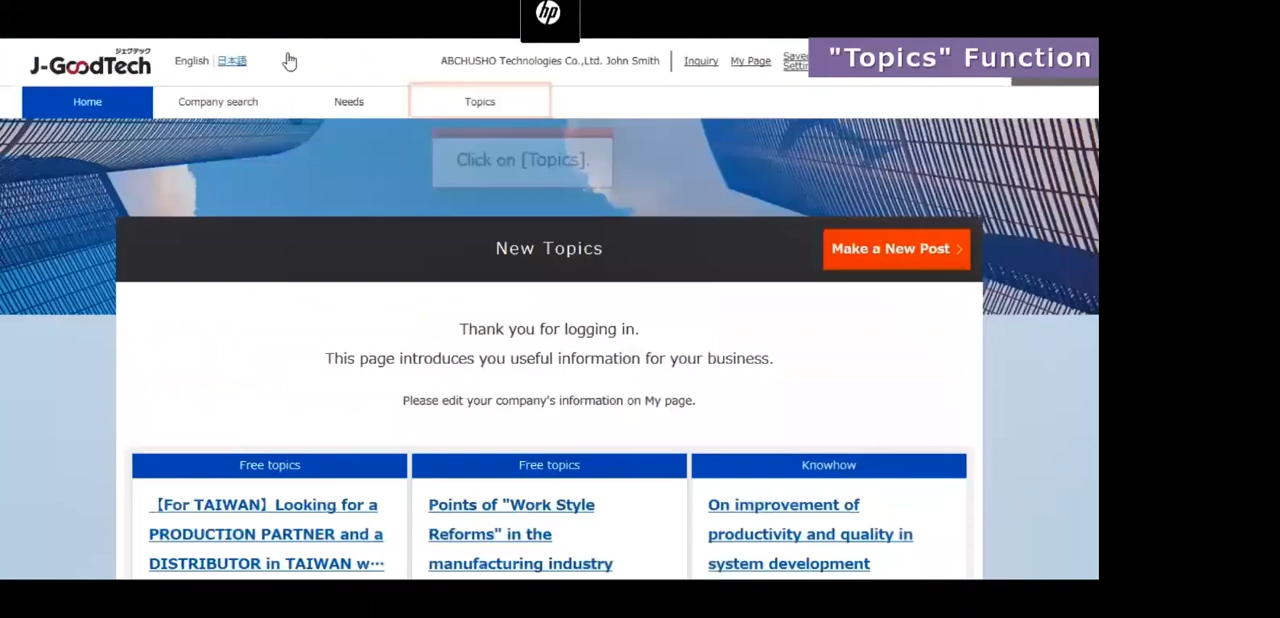 hp
"Topics" Function
ジェグテック
J-GoodTech
English
日本語
ABCHUSHO Technologies Co.,Ltd. John Smith
Inquiry
My Page
Home
Company search
Needs
Topics
Click on [Topics].
New Topics
Make a New Post
Thank you for logging in.
This page introduces you useful information for your business.
Please edit your company's information on My page.
Free topics
【For TAIWAN】Looking for a
PRODUCTION PARTNER and a
DISTRIBUTOR in TAIWAN w…
Free topics
Points of "Work Style
Reforms" in the
manufacturing industry
Knowhow
On improvement of
productivity and quality in
system development